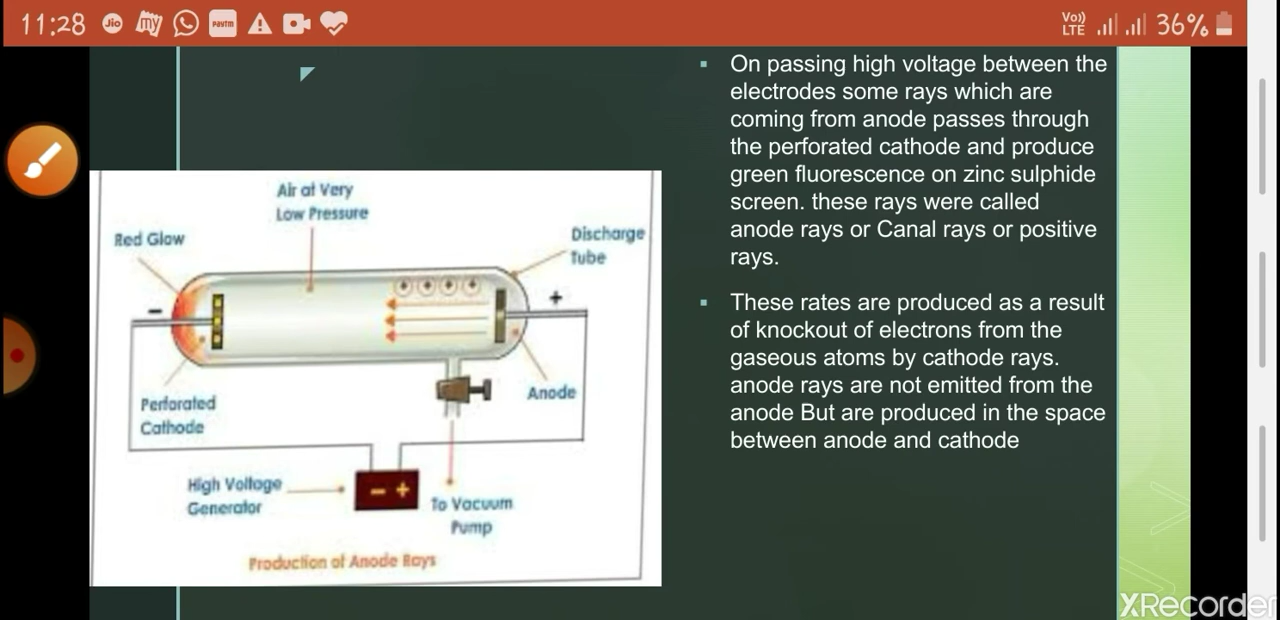 11:28
Jio
my
Paytm
Vo))
LTE
36%
On passing high voltage between the
electrodes some rays which are
coming from anode passes through
the perforated cathode and produce
green fluorescence on zinc sulphide
screen. these rays were called
anode rays or Canal rays or positive
rays.
These rates are produced as a result
of knockout of electrons from the
gaseous atoms by cathode rays.
anode rays are not emitted from the
anode But are produced in the space
between anode and cathode
Air at Very
Low Pressure
Red Glow
Discharge
Tube
+ + + +
−
+
Perforated
Cathode
Anode
High Voltage
Generator
− +
To Vacuum
Pump
Production of Anode Rays
XRecorder